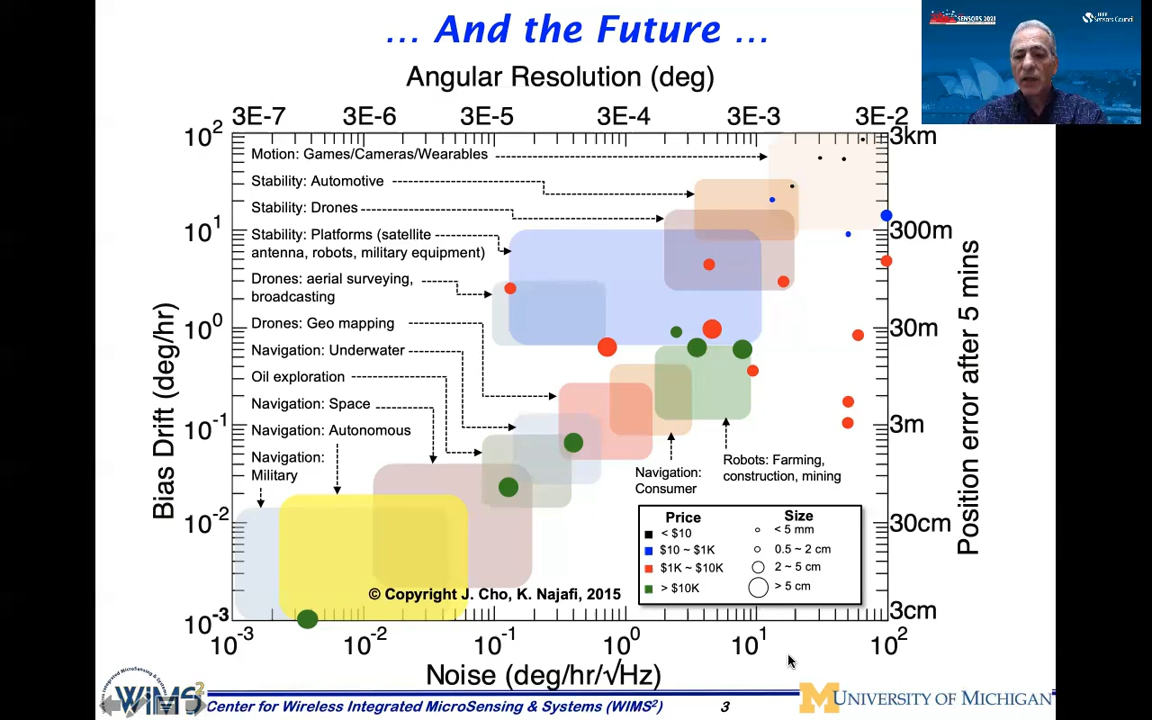 … And the Future …
SENSORS 2021
IEEE
Sensors Council
Angular Resolution (deg)
3E-7 3E-6 3E-5 3E-4 3E-3 3E-2
10² 3km
Motion: Games/Cameras/Wearables
Stability: Automotive
Stability: Drones
10¹ 300m
Stability: Platforms (satellite
antenna, robots, military equipment)
Drones: aerial surveying,
broadcasting
10⁰ 30m
Drones: Geo mapping
Navigation: Underwater
Oil exploration
Navigation: Space
10⁻¹ 3m
Navigation: Autonomous
Navigation:
Military
Navigation:
Consumer
Robots: Farming,
construction, mining
10⁻² 30cm
Price Size
< $10 < 5 mm
$10 ~ $1K 0.5 ~ 2 cm
$1K ~ $10K 2 ~ 5 cm
> $10K > 5 cm
© Copyright J. Cho, K. Najafi, 2015
10⁻³ 3cm
10⁻³ 10⁻² 10⁻¹ 10⁰ 10¹ 10²
Bias Drift (deg/hr)
Position error after 5 mins
Noise (deg/hr/√Hz)
WiMS²
Center for Wireless Integrated MicroSensing & Systems (WIMS²) 3
M UNIVERSITY OF MICHIGAN